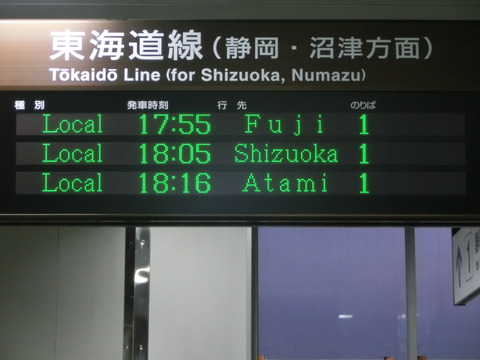 東海道線（静岡・沼津方面）
Tōkaidō Line (for Shizuoka, Numazu)
種別 発車時刻 行先 のりば
Local 17:55 Fuji 1
Local 18:05 Shizuoka 1
Local 18:16 Atami 1
↑1